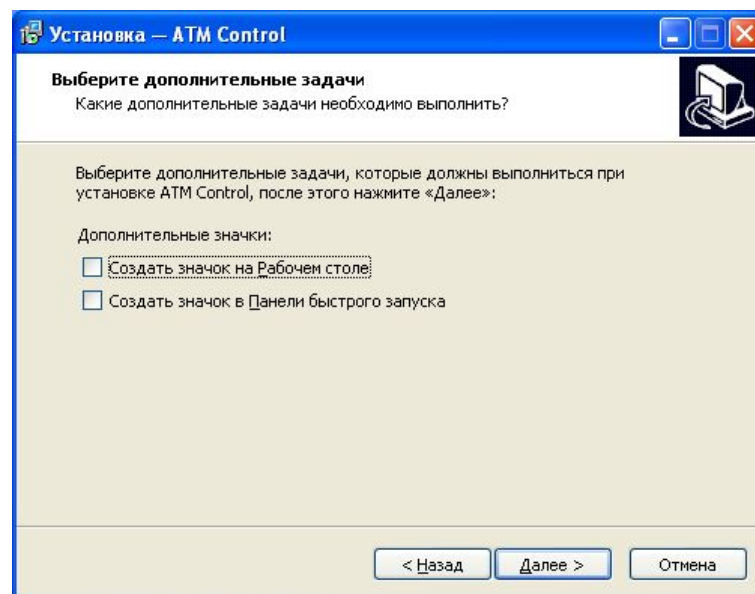 Установка — ATM Control
Выберите дополнительные задачи
Какие дополнительные задачи необходимо выполнить?
Выберите дополнительные задачи, которые должны выполниться при
установке ATM Control, после этого нажмите «Далее»:
Дополнительные значки:
Создать значок на Рабочем столе
Создать значок в Панели быстрого запуска
< Назад Далее > Отмена